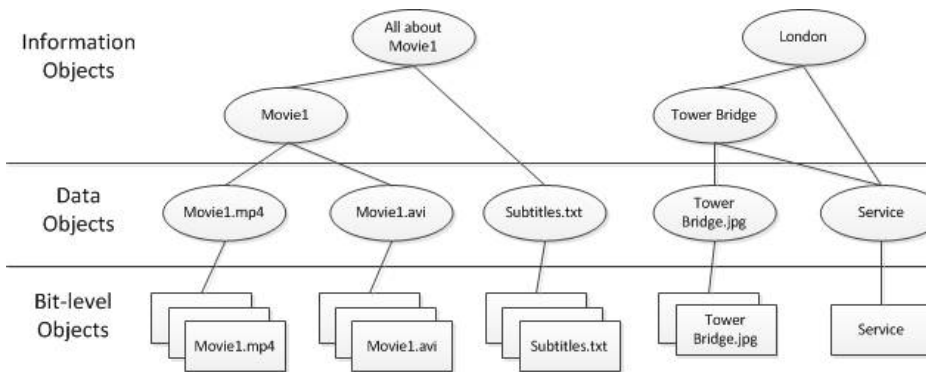 Information
Objects
All about
Movie1
London
Movie1
Tower Bridge
Data
Objects
Movie1.mp4
Movie1.avi
Subtitles.txt
Tower
Bridge.jpg
Service
Bit-level
Objects
Movie1.mp4
Movie1.avi
Subtitles.txt
Tower
Bridge.jpg
Service